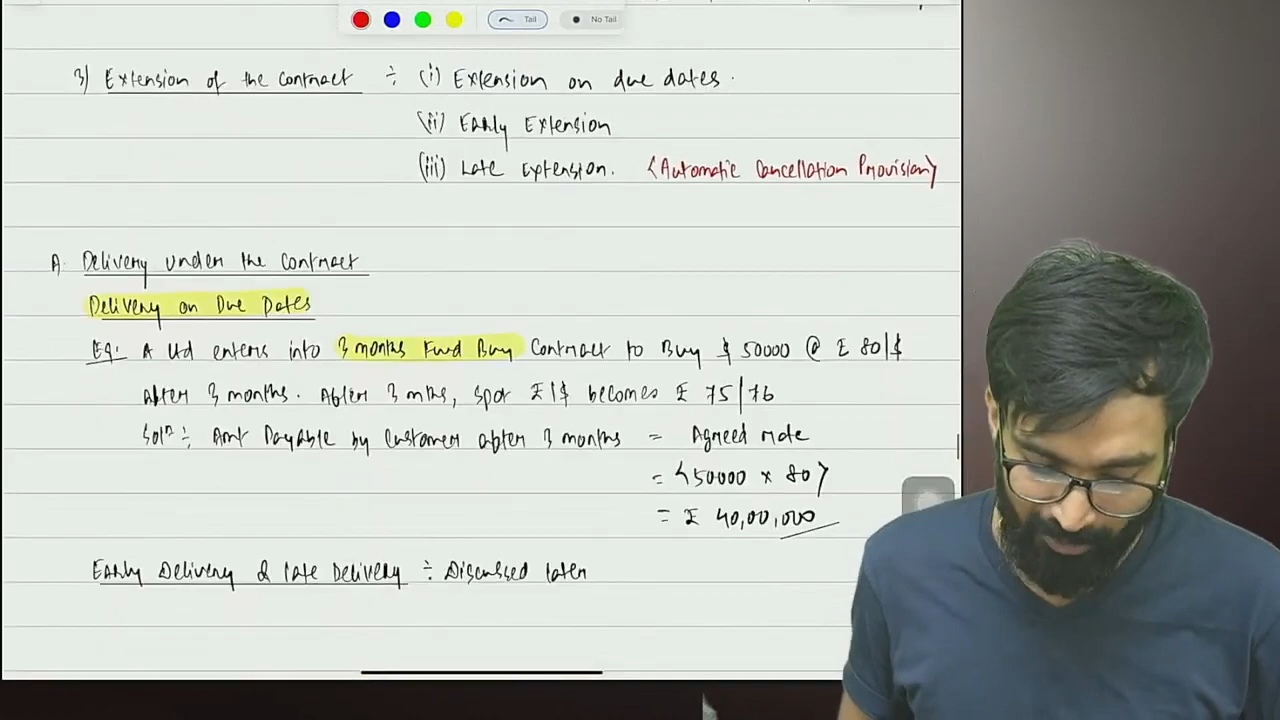 Tail
No Tail
3) Extension of the contract ÷ (i) Extension on due dates.
(ii) Early Extension
(iii) Late Extension. <Automatic Cancellation Provision>
A. Delivery under the contract
Delivery on Due Dates
Eg:- A Ltd enters into 3 months Fwd Buy Contract to Buy $ 50000 @ ₹ 80/$
after 3 months. After 3 mths, spot ₹/$ becomes ₹ 75/76
Solⁿ ÷ Amt Payable by Customer after 3 months = Agreed rate
= <50000 × 80>
= ₹ 40,00,000
Early Delivery & Late Delivery ÷ Discussed later